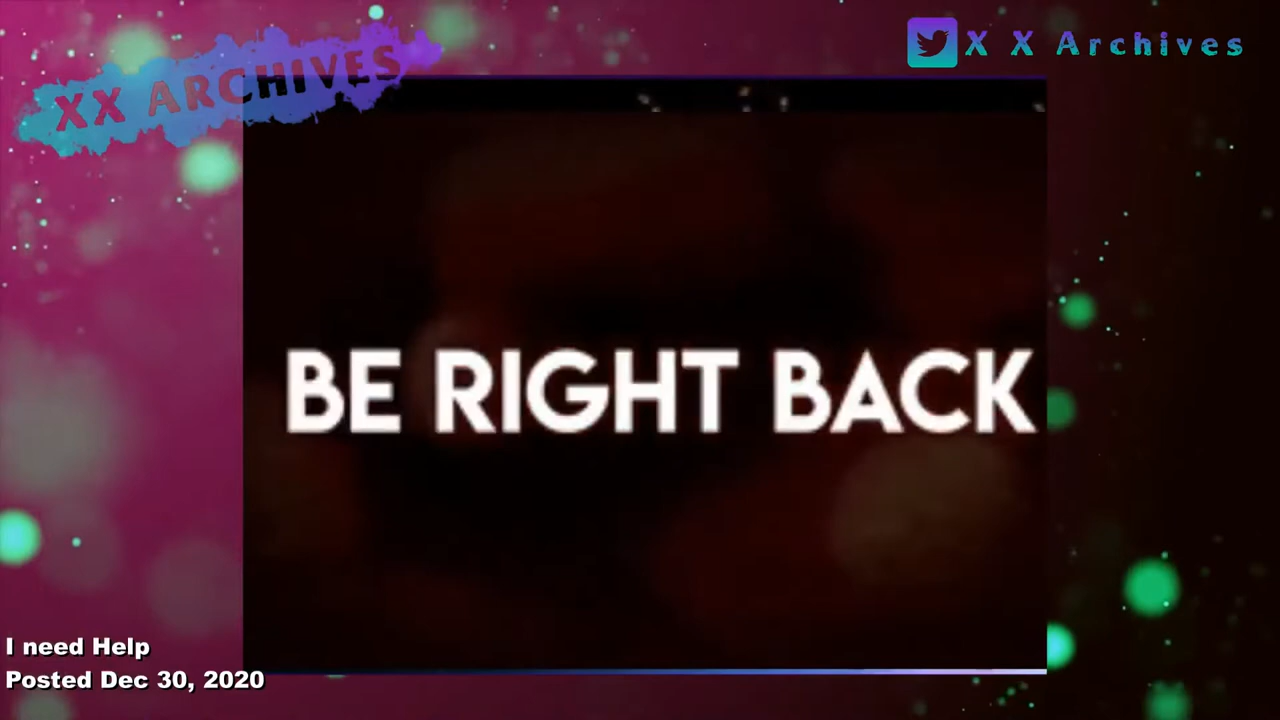 XX ARCHIVES
X X Archives
BE RIGHT BACK
I need Help
Posted Dec 30, 2020